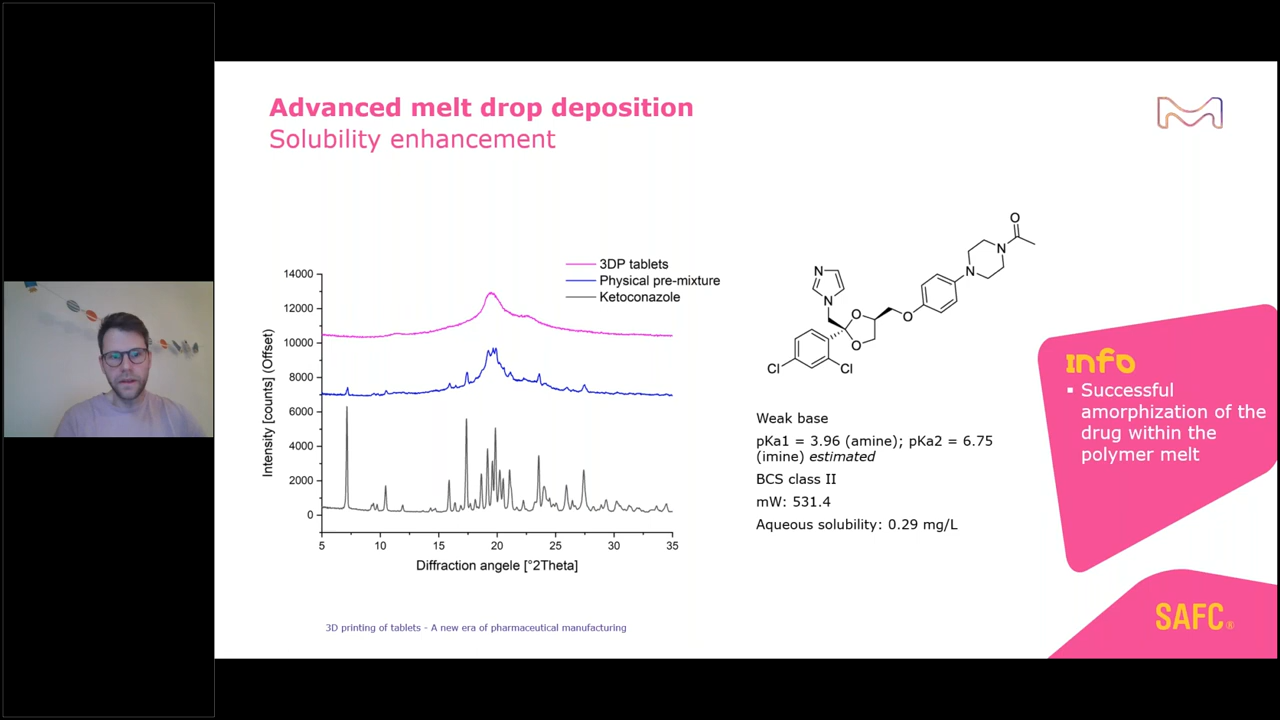 Advanced melt drop deposition
Solubility enhancement
3DP tablets
Physical pre-mixture
Ketoconazole
14000
12000
10000
8000
6000
4000
2000
0
Intensity [counts] (Offset)
5 10 15 20 25 30 35
Diffraction angele [°2Theta]
O
N
N
N
N
O
O
O
Cl
Cl
Weak base
pKa1 = 3.96 (amine); pKa2 = 6.75
(imine) estimated
BCS class II
mW: 531.4
Aqueous solubility: 0.29 mg/L
info
▪ Successful
amorphization of the
drug within the
polymer melt
3D printing of tablets - A new era of pharmaceutical manufacturing
SAFC®